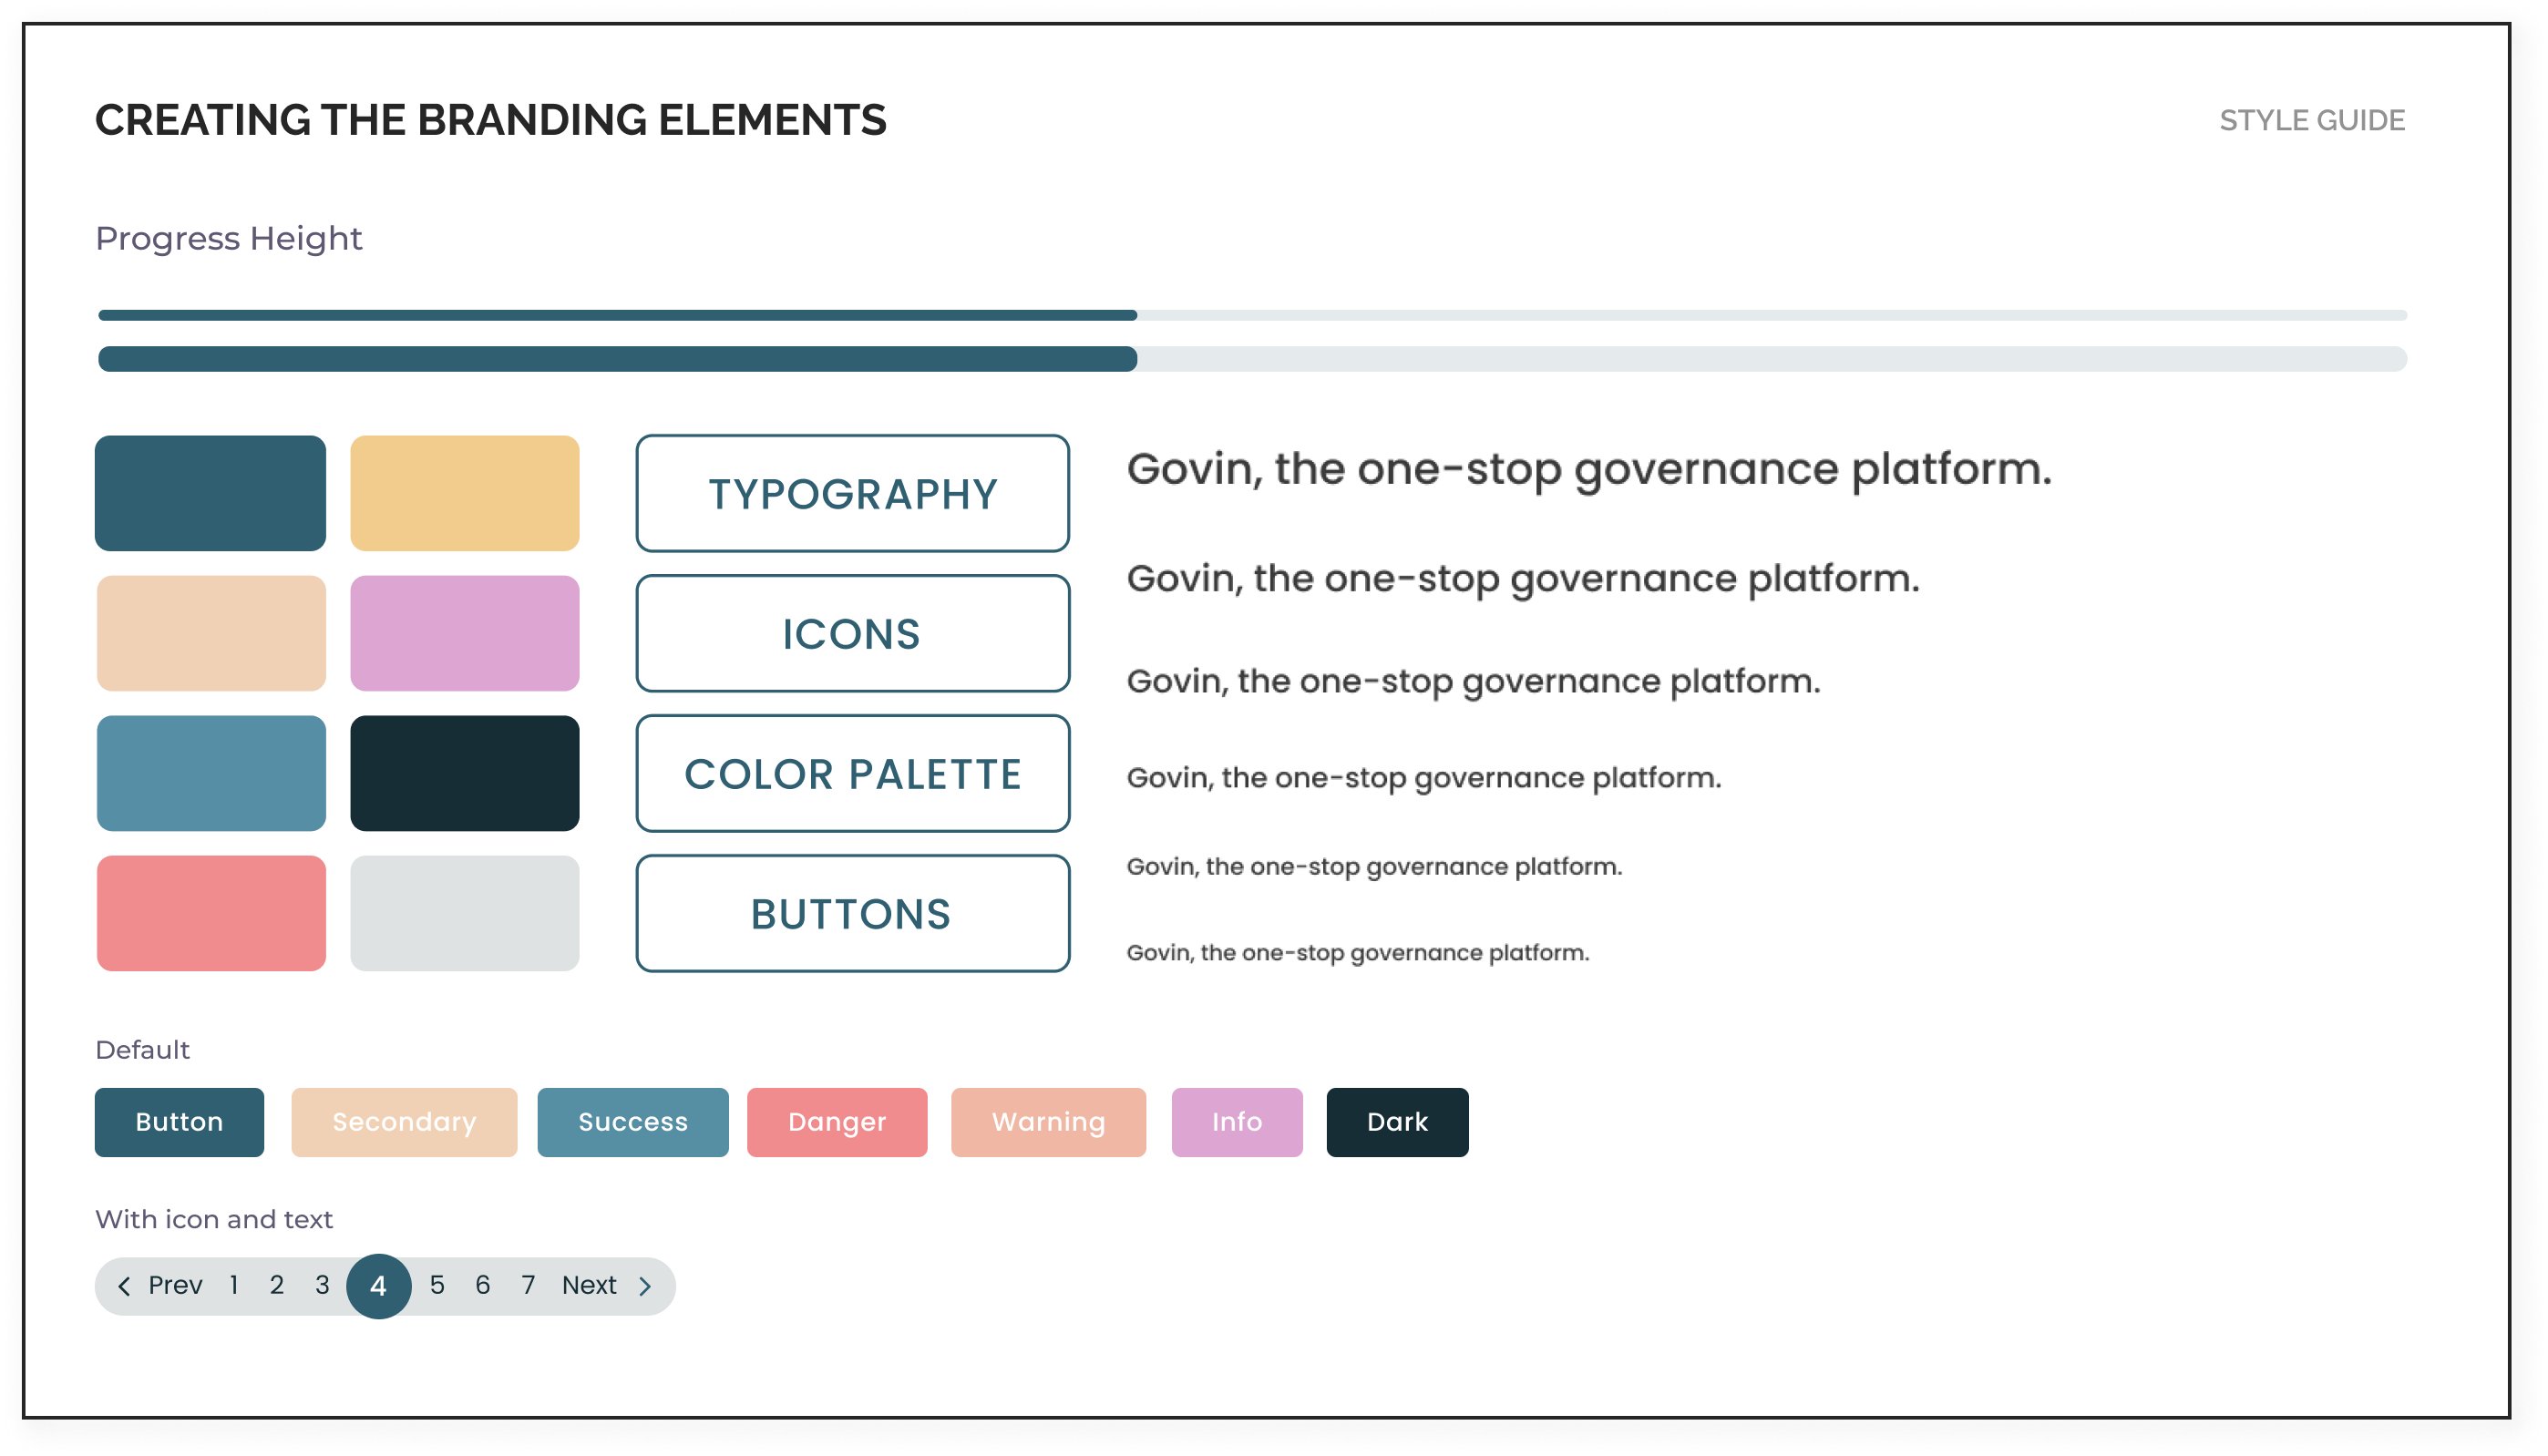 CREATING THE BRANDING ELEMENTS
STYLE GUIDE
Progress Height
TYPOGRAPHY
ICONS
COLOR PALETTE
BUTTONS
Govin, the one-stop governance platform.
Govin, the one-stop governance platform.
Govin, the one-stop governance platform.
Govin, the one-stop governance platform.
Govin, the one-stop governance platform.
Govin, the one-stop governance platform.
Default
Button Secondary Success Danger Warning Info Dark
With icon and text
Prev 1 2 3 4 5 6 7 Next